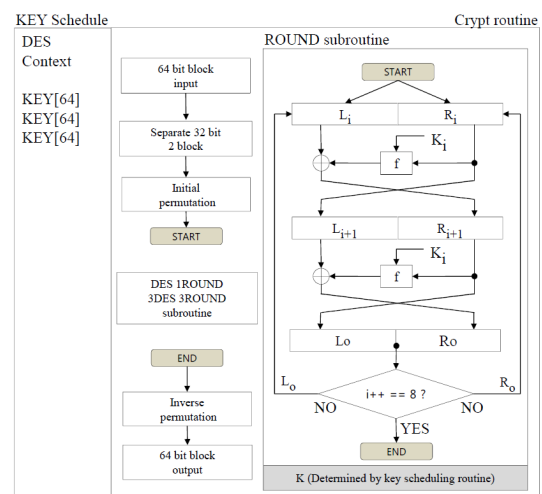 KEY Schedule
Crypt routine
DES
Context
KEY[64]
KEY[64]
KEY[64]
64 bit block
input
Separate 32 bit
2 block
Initial
permutation
START
DES 1ROUND
3DES 3ROUND
subroutine
END
Inverse
permutation
64 bit block
output
ROUND subroutine
START
Li
Ri
Ki
f
Li+1
Ri+1
Ki
f
Lo
Ro
Lo
Ro
i++ == 8 ?
NO
NO
YES
END
K (Determined by key scheduling routine)